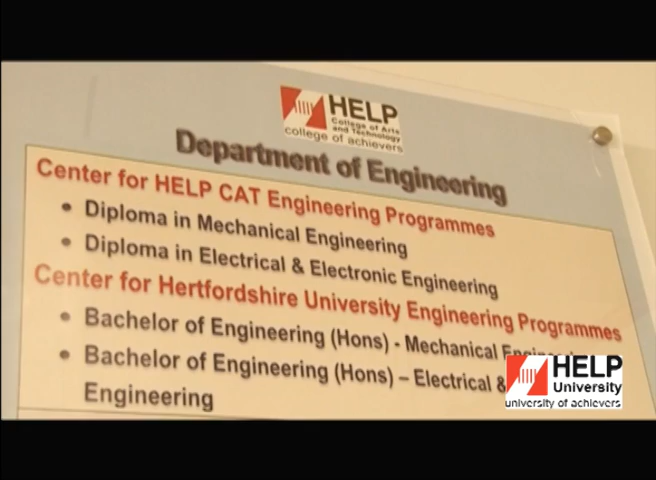 HELP
College of Arts
and Technology
college of achievers
Department of Engineering
Center for HELP CAT Engineering Programmes
• Diploma in Mechanical Engineering
• Diploma in Electrical & Electronic Engineering
Center for Hertfordshire University Engineering Programmes
• Bachelor of Engineering (Hons) - Mechanical
• Bachelor of Engineering (Hons) – Electrical &
Engineering
HELP
University
university of achievers